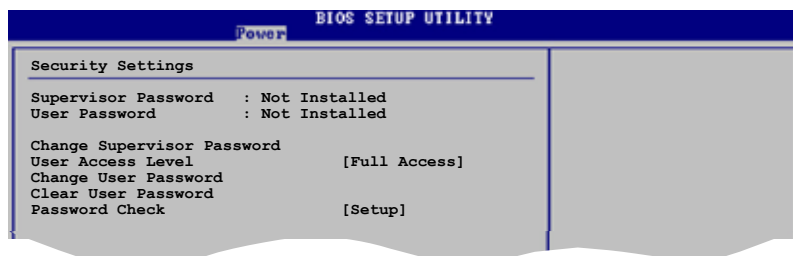 BIOS SETUP UTILITY
Power
Security Settings
Supervisor Password : Not Installed
User Password : Not Installed
Change Supervisor Password
User Access Level [Full Access]
Change User Password
Clear User Password
Password Check [Setup]